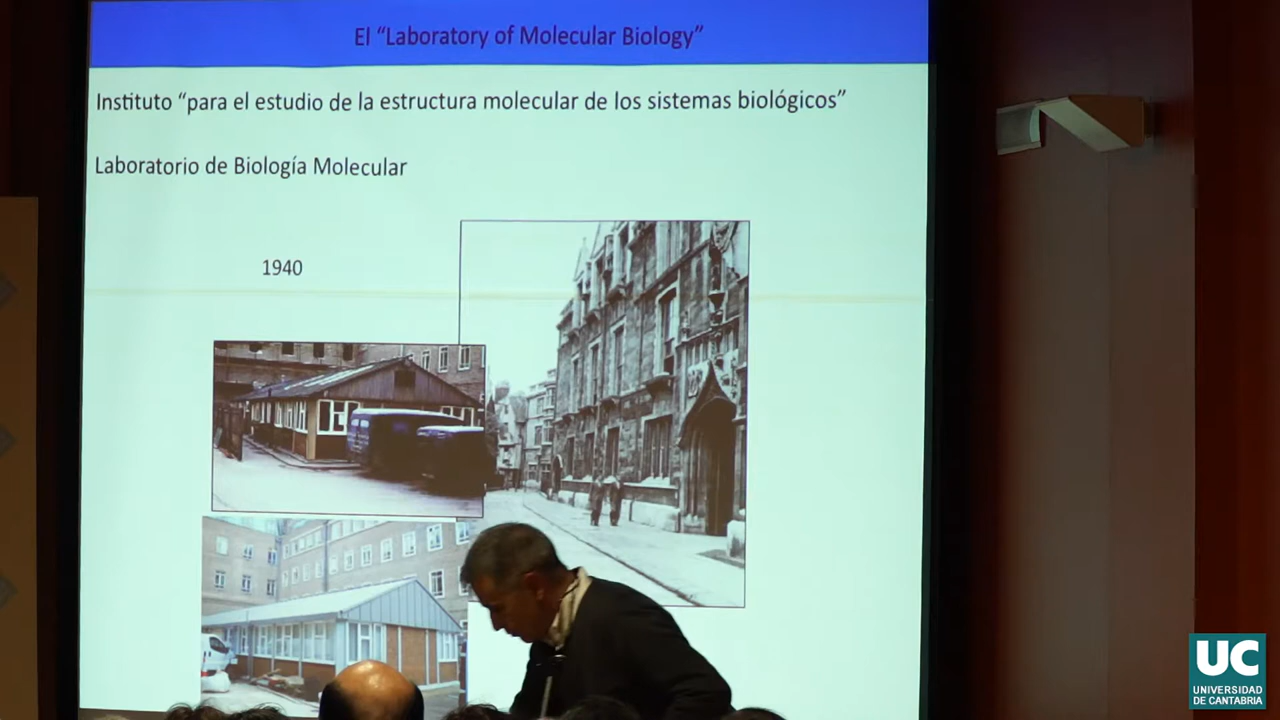 El “Laboratory of Molecular Biology”
Instituto “para el estudio de la estructura molecular de los sistemas biológicos”
Laboratorio de Biología Molecular
1940
UC
UNIVERSIDAD
DE CANTABRIA